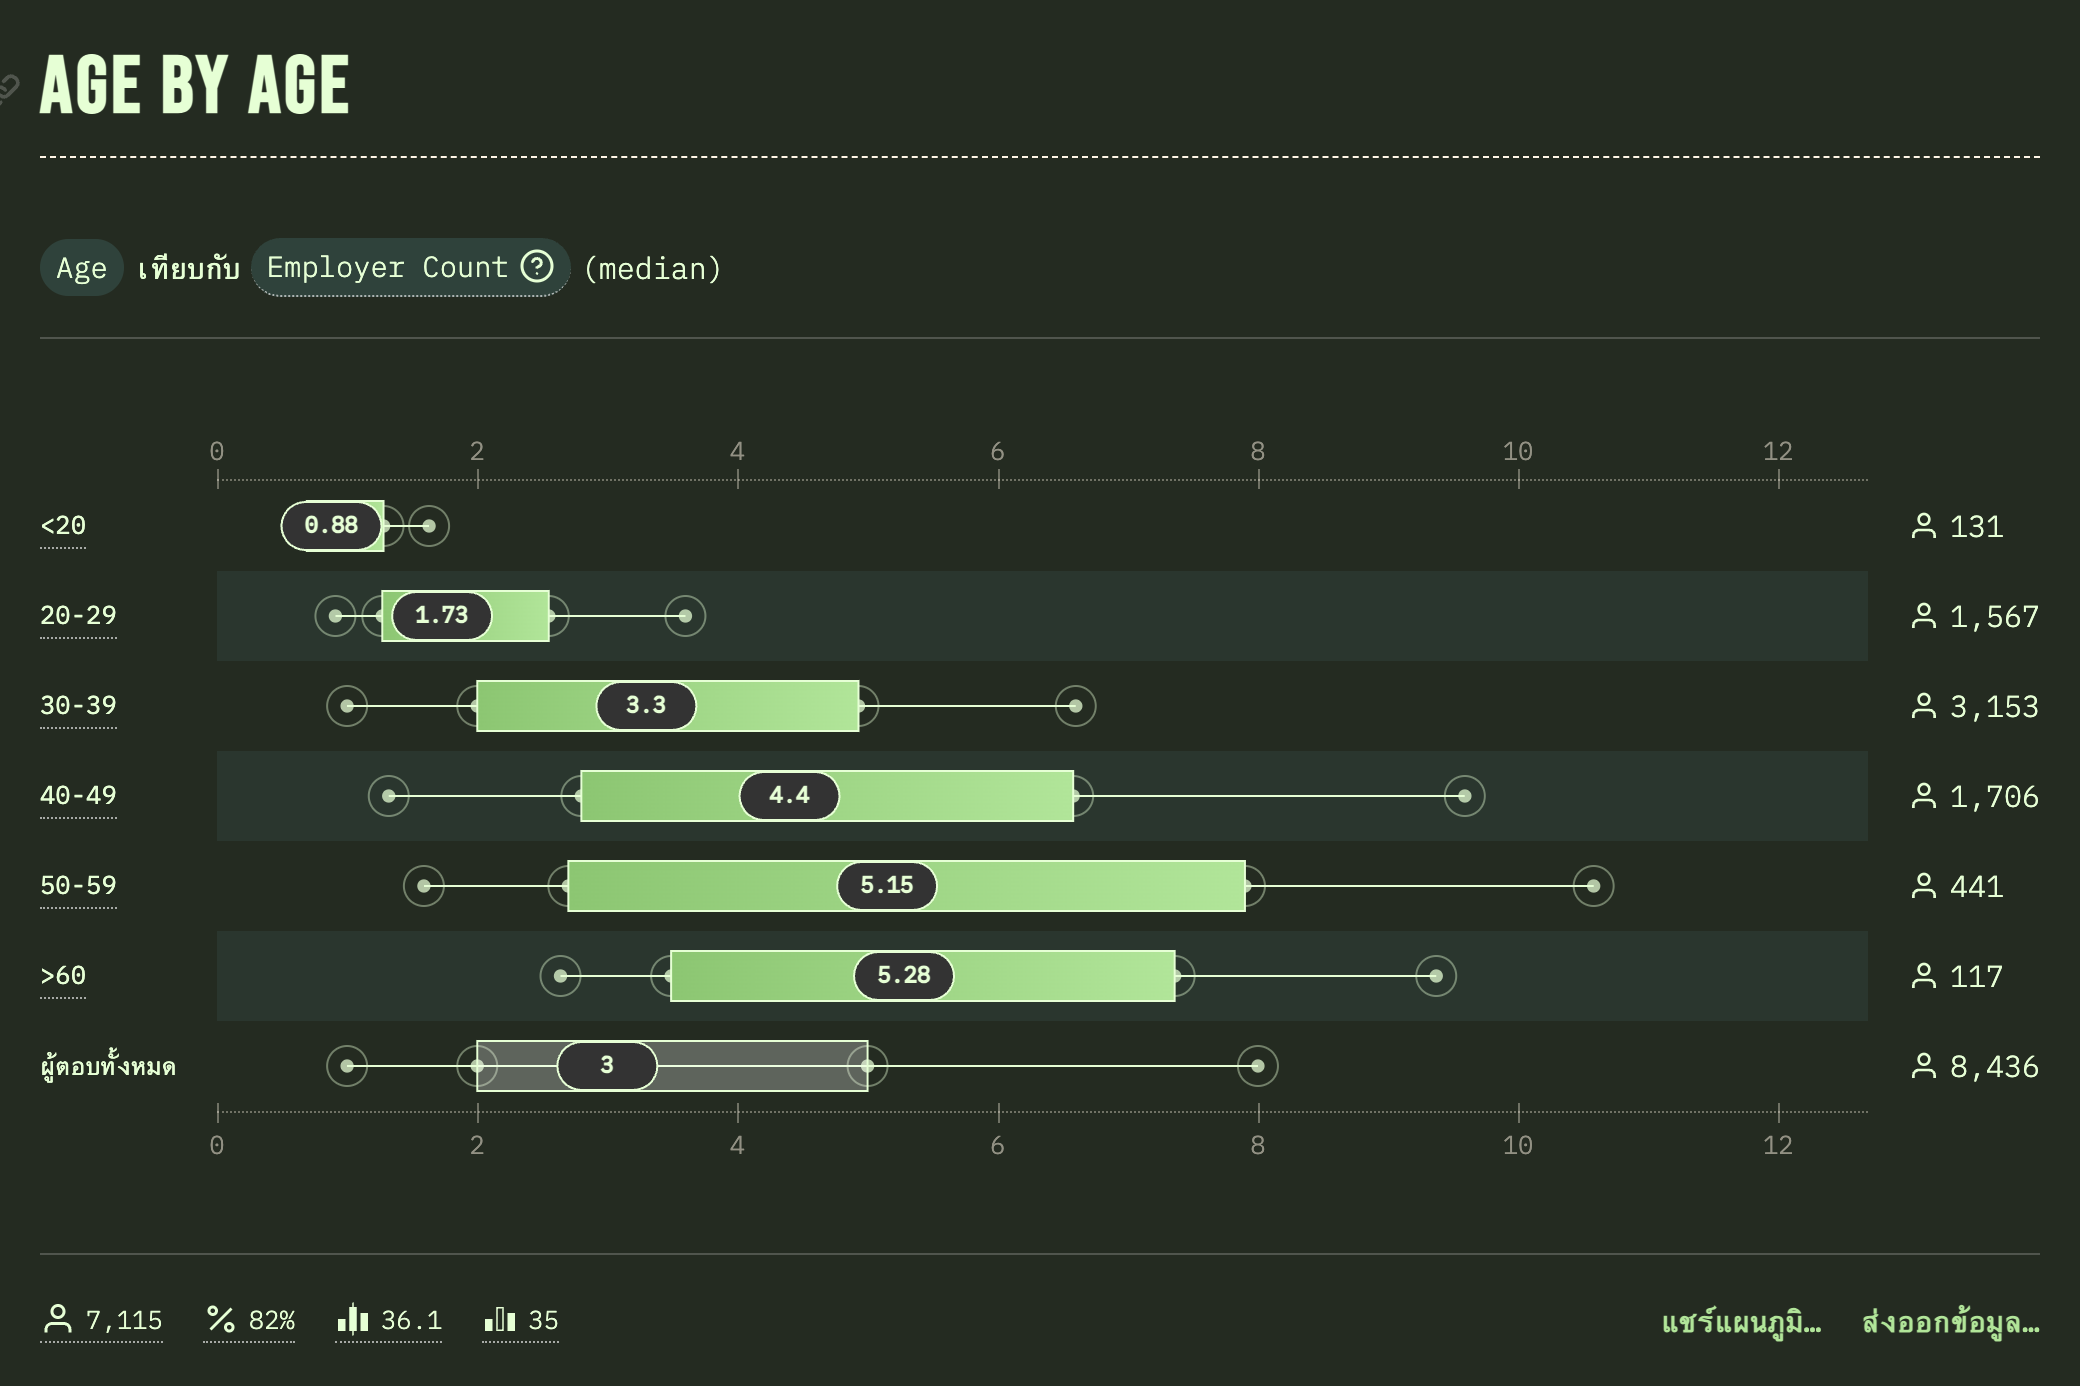 AGE BY AGE
Age เทียบกับ Employer Count ? (median)
0 2 4 6 8 10 12
<20 0.88 131
20-29 1.73 1,567
30-39 3.3 3,153
40-49 4.4 1,706
50-59 5.15 441
>60 5.28 117
ผู้ตอบทั้งหมด 3 8,436
0 2 4 6 8 10 12
7,115 82% 36.1 35 แชร์แผนภูมิ… ส่งออกข้อมูล…